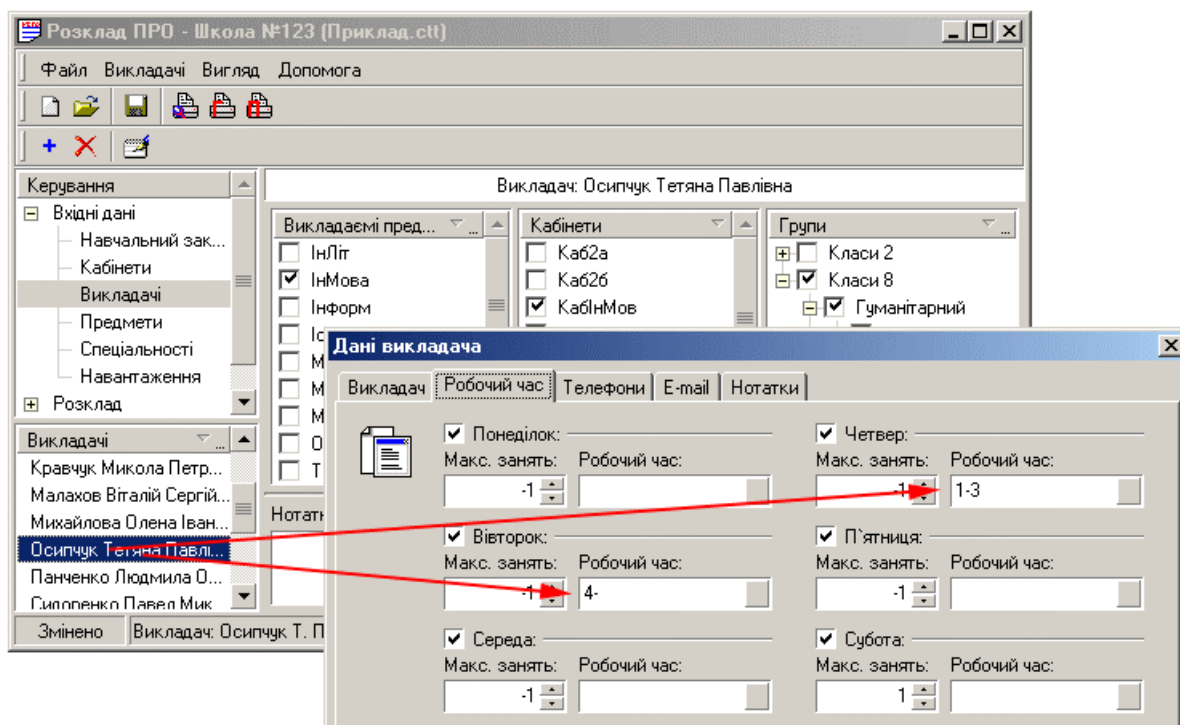 Розклад ПРО - Школа №123 (Приклад.ctt)
Файл Викладачі Вигляд Допомога
Керування
Вхідні дані
Навчальний зак...
Кабінети
Викладачі
Предмети
Спеціальності
Навантаження
Розклад
Викладачі ...
Кравчук Микола Петр...
Малахов Віталій Сергій...
Михайлова Олена Іван...
Осипчук Тетяна Павлі...
Панченко Людмила О...
Сидоренко Павел Мик
Змінено Викладач: Осипчук Т. П
Викладач: Осипчук Тетяна Павлівна
Викладаємі пред... ...
ІнЛіт
ІнМова
Інформ
Іс
М
М
М
О
Т
Нотатк
Кабінети ...
Каб2а
Каб2б
КабІнМов
Групи ...
Класи 2
Класи 8
Гуманітарний
Дані викладача
Викладач Робочий час Телефони E-mail Нотатки
Понеділок:
Макс. занять: Робочий час:
-1
Вівторок:
Макс. занять: Робочий час:
-1 4-
Середа:
Макс. занять: Робочий час:
-1
Четвер:
Макс. занять: Робочий час:
-1 1-3
П`ятниця:
Макс. занять: Робочий час:
-1
Субота:
Макс. занять: Робочий час:
1